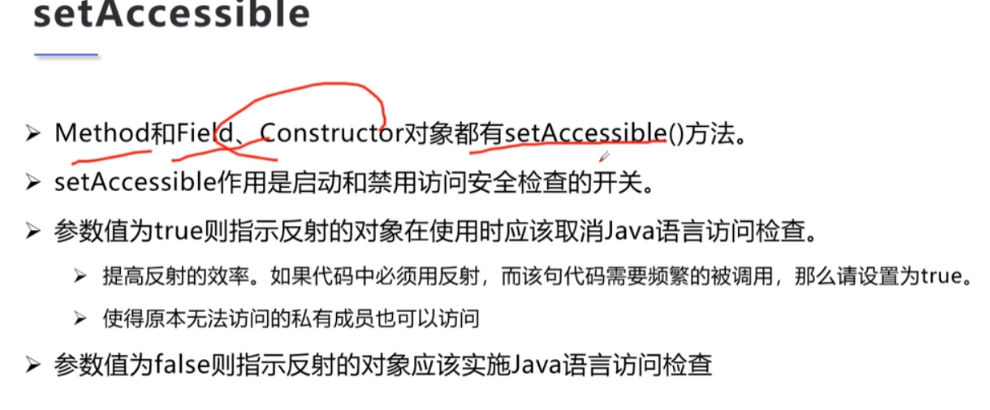 setAccessible
➢ Method和Field、Constructor对象都有setAccessible()方法。
➢ setAccessible作用是启动和禁用访问安全检查的开关。
➢ 参数值为true则指示反射的对象在使用时应该取消Java语言访问检查。
➢ 提高反射的效率。如果代码中必须用反射，而该句代码需要频繁的被调用，那么请设置为true。
➢ 使得原本无法访问的私有成员也可以访问
➢ 参数值为false则指示反射的对象应该实施Java语言访问检查